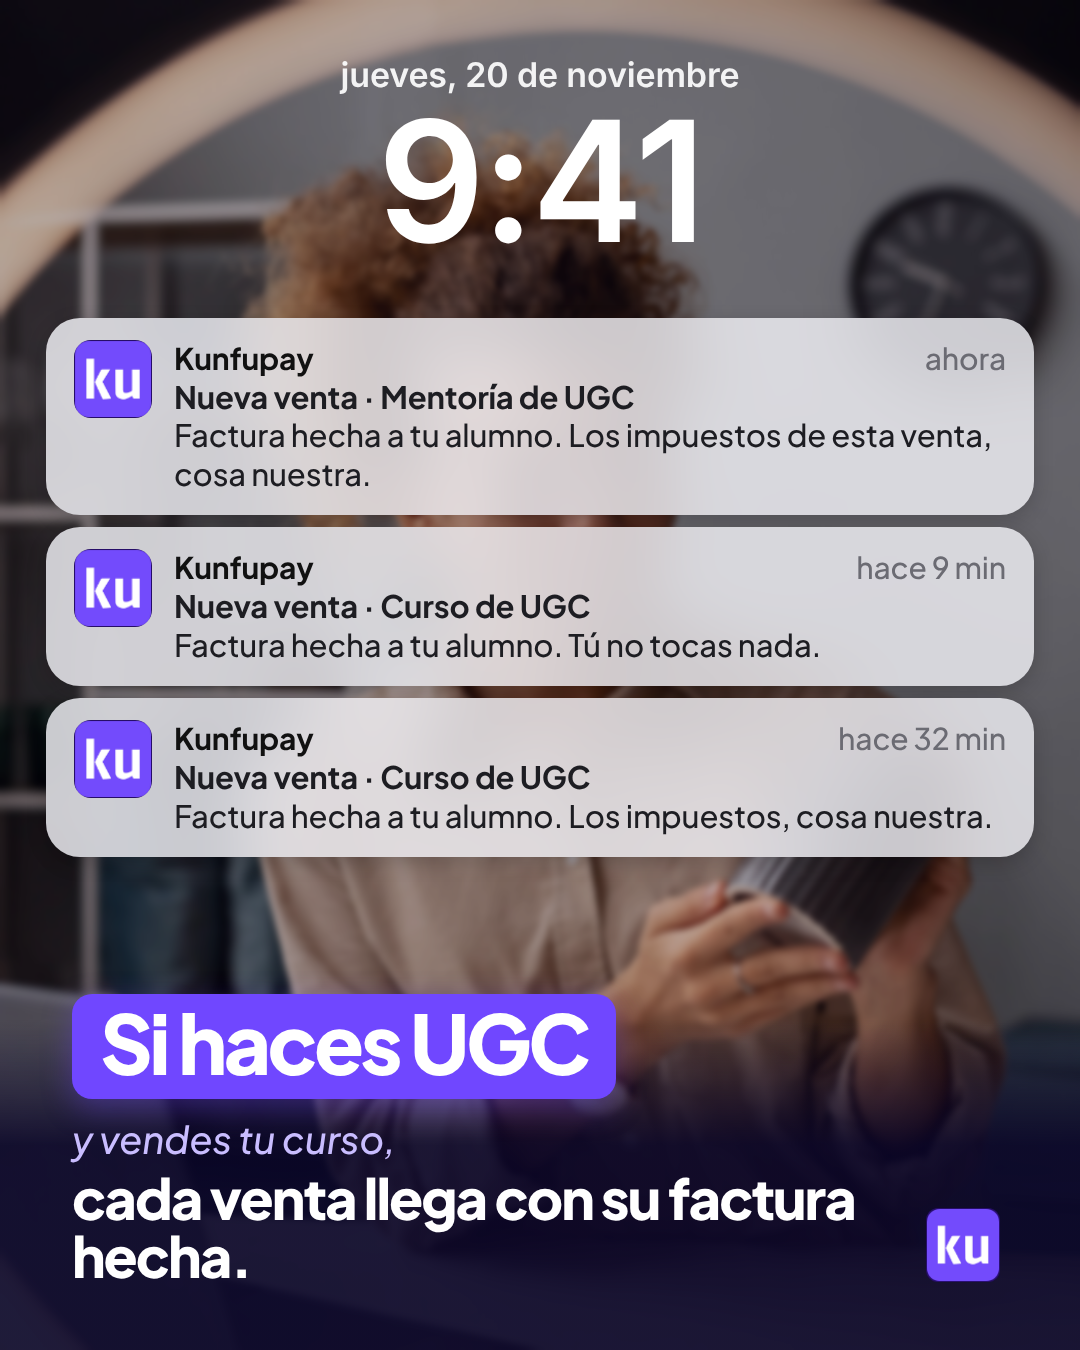 jueves, 20 de noviembre
9:41
ku
Kunfupay
ahora
Nueva venta · Mentoría de UGC
Factura hecha a tu alumno. Los impuestos de esta venta,
cosa nuestra.
ku
Kunfupay
hace 9 min
Nueva venta · Curso de UGC
Factura hecha a tu alumno. Tú no tocas nada.
ku
Kunfupay
hace 32 min
Nueva venta · Curso de UGC
Factura hecha a tu alumno. Los impuestos, cosa nuestra.
Si haces UGC
y vendes tu curso,
cada venta llega con su factura
hecha.
ku